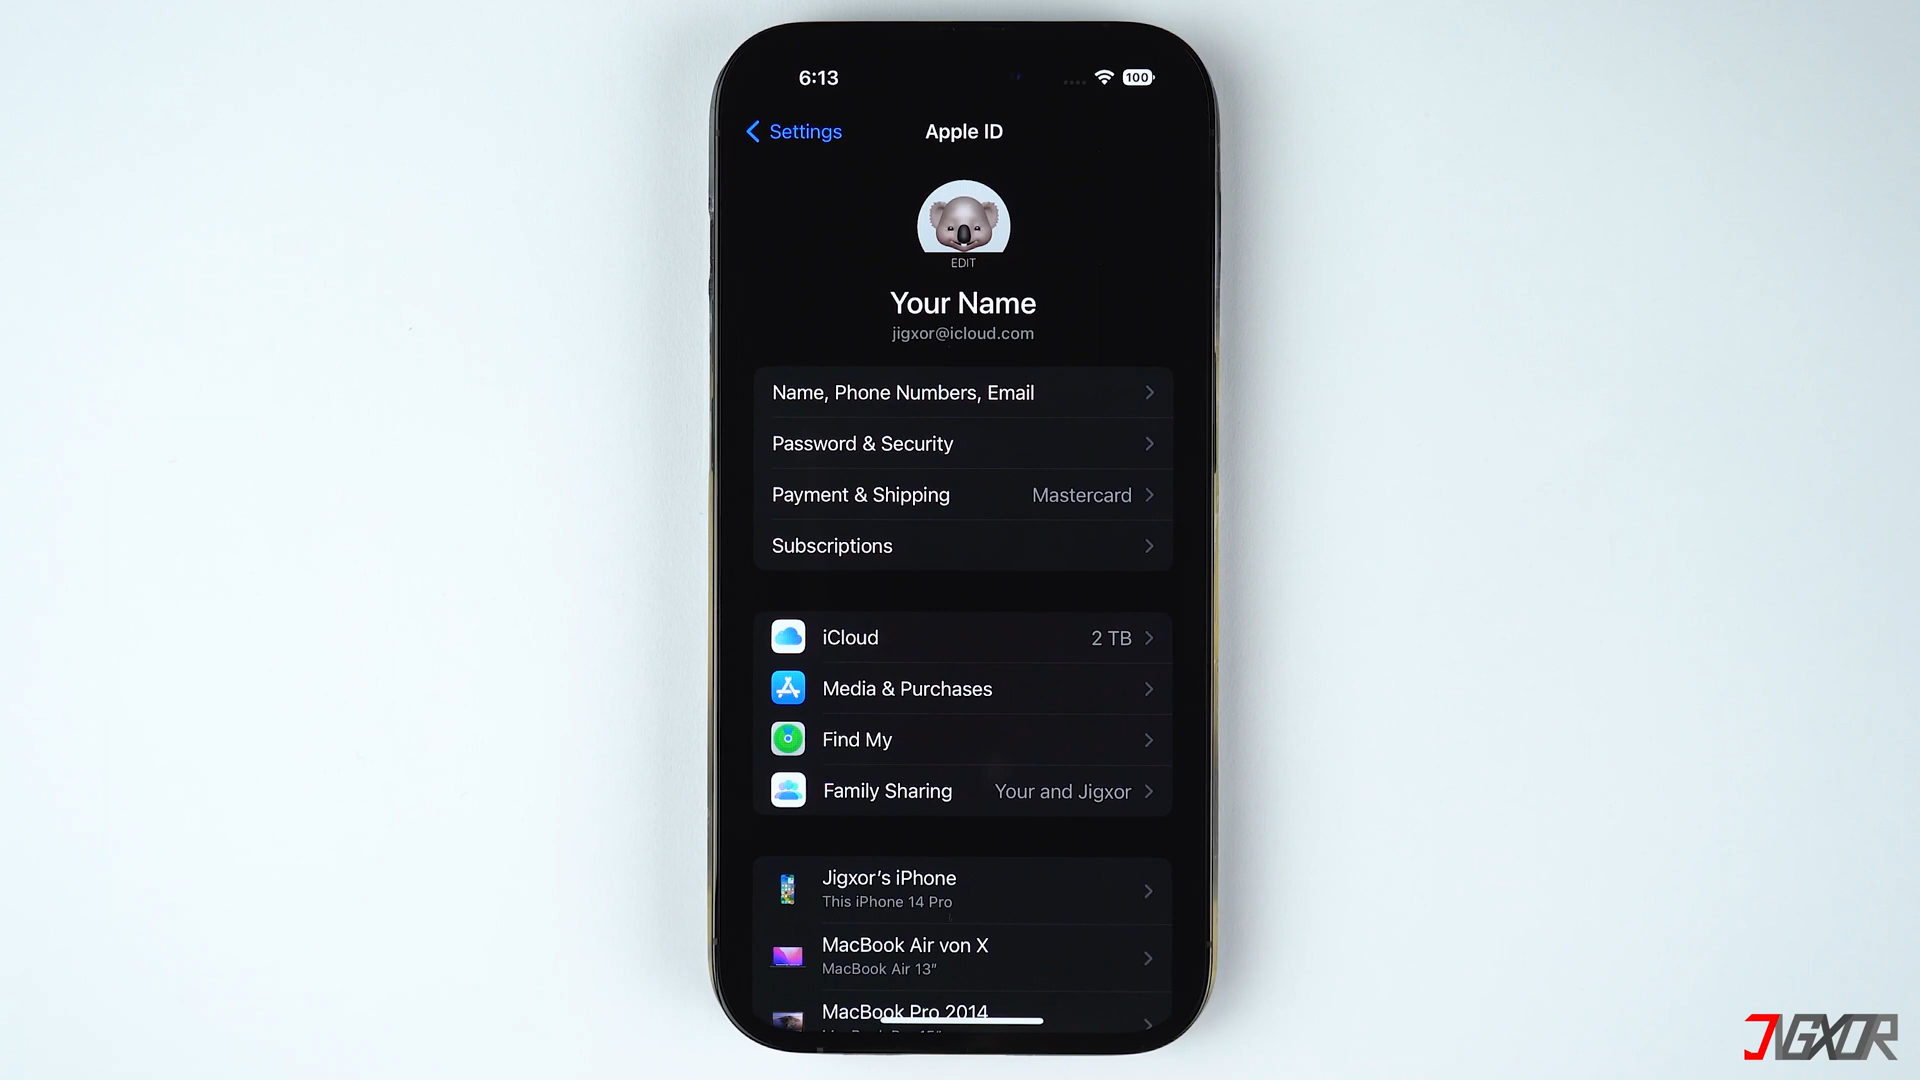 6:13
100
Settings
Apple ID
EDIT
Your Name
jigxor@icloud.com
Name, Phone Numbers, Email
Password & Security
Payment & Shipping Mastercard
Subscriptions
iCloud 2 TB
Media & Purchases
Find My
Family Sharing Your and Jigxor
Jigxor's iPhone
This iPhone 14 Pro
MacBook Air von X
MacBook Air 13"
MacBook Pro 2014
JIGXOR